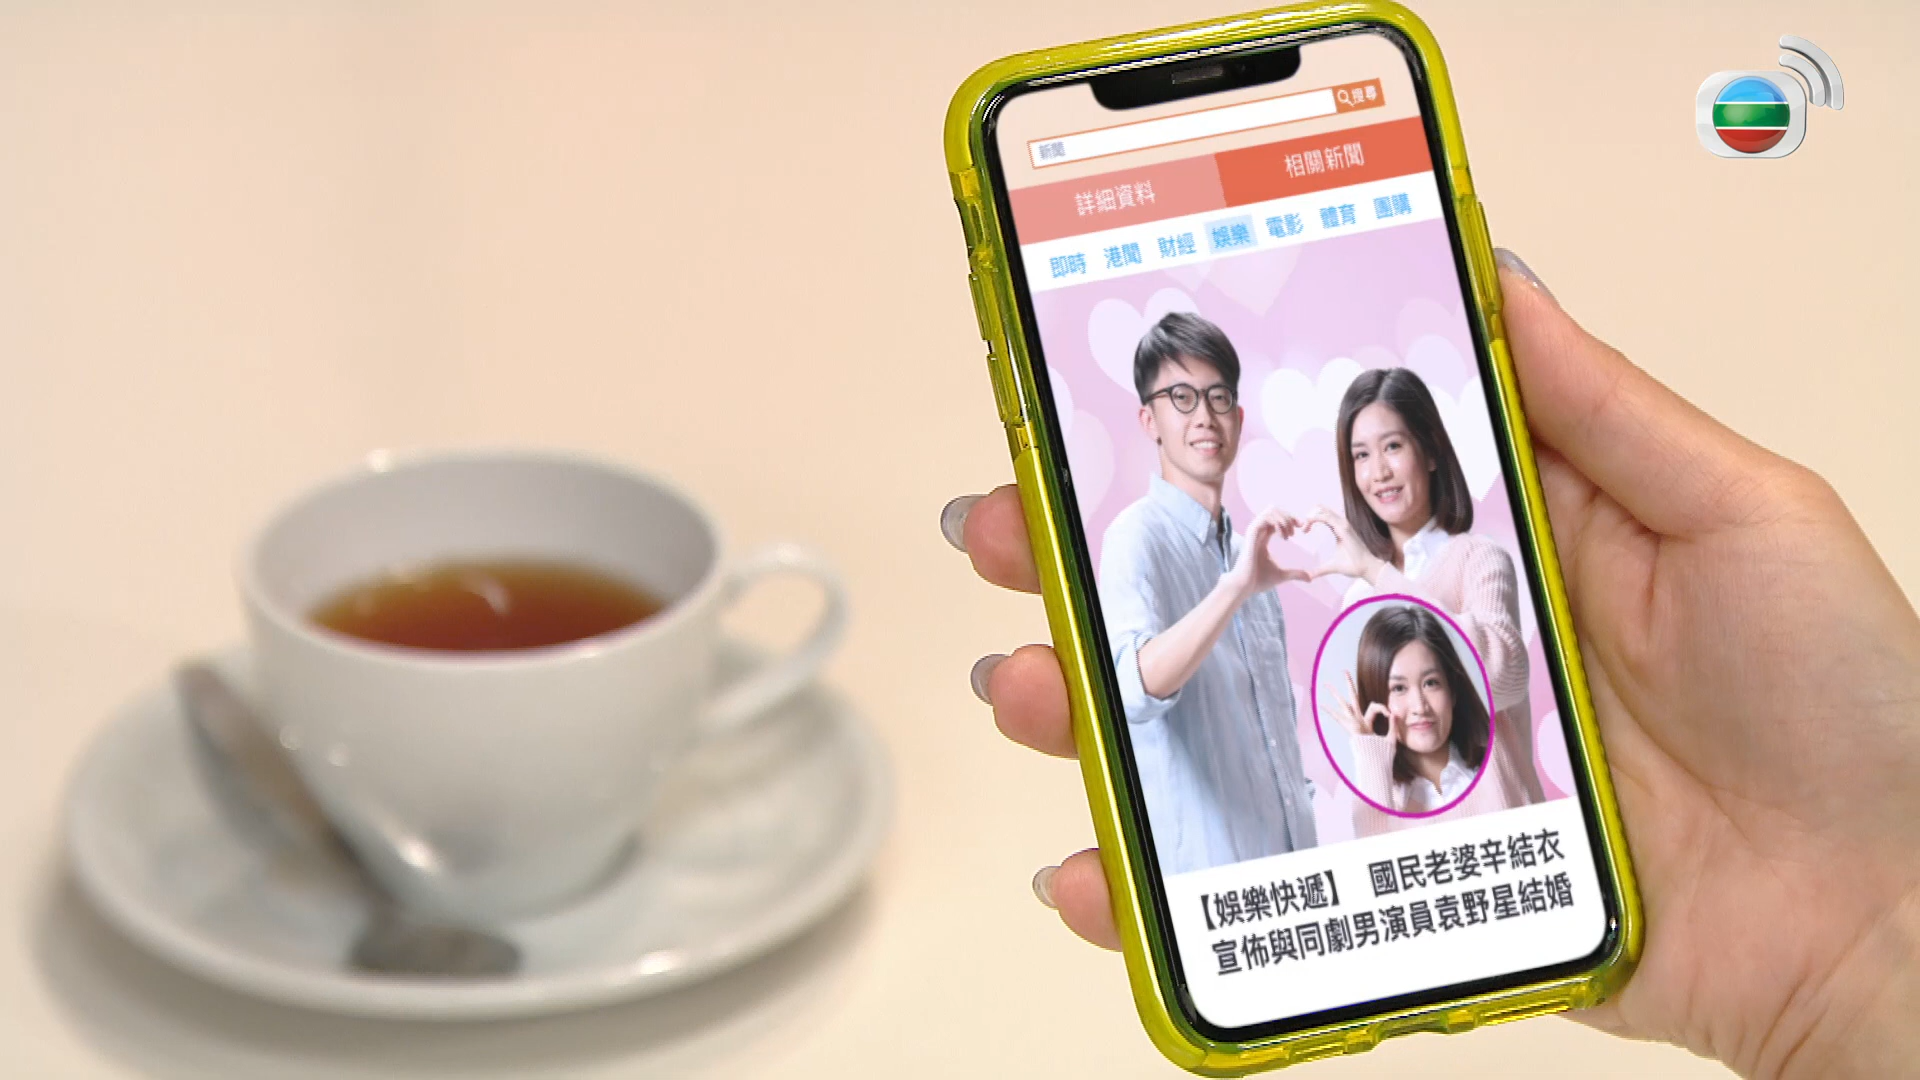 新聞
搜尋
詳細資料
相關新聞
即時 港聞 財經 娛樂 電影 體育 團購
【娛樂快遞】 國民老婆辛結衣
宣佈與同劇男演員袁野星結婚